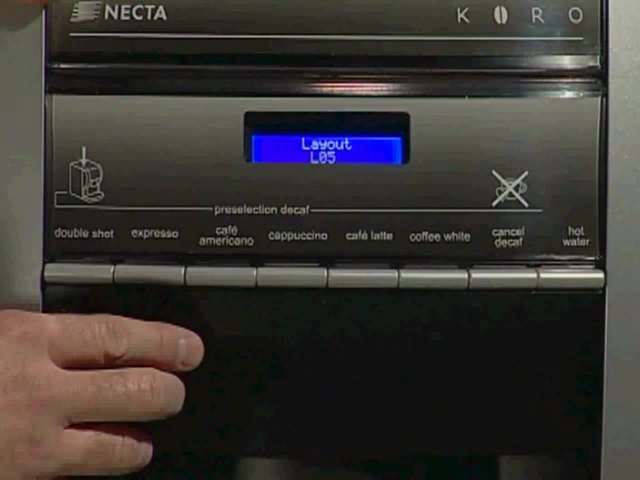 NECTA
KORO
Layout
L05
preselection decaf
double shot
expresso
café
americano
cappuccino
café latte
coffee white
cancel
decaf
hot
water